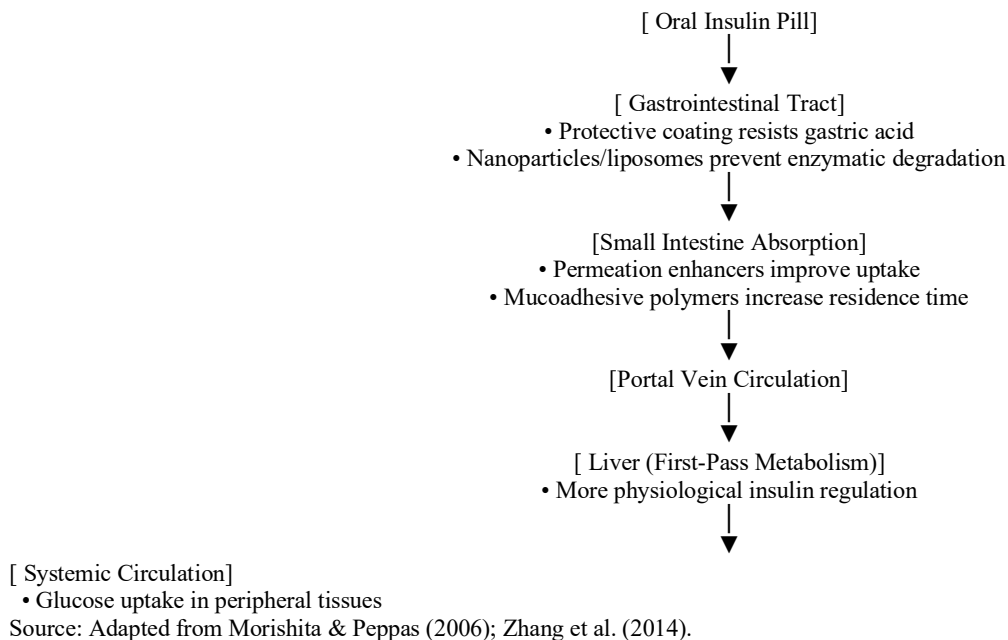 [ Oral Insulin Pill]
[ Gastrointestinal Tract]
• Protective coating resists gastric acid
• Nanoparticles/liposomes prevent enzymatic degradation
[Small Intestine Absorption]
• Permeation enhancers improve uptake
• Mucoadhesive polymers increase residence time
[Portal Vein Circulation]
[ Liver (First-Pass Metabolism)]
• More physiological insulin regulation
[ Systemic Circulation]
• Glucose uptake in peripheral tissues
Source: Adapted from Morishita & Peppas (2006); Zhang et al. (2014).